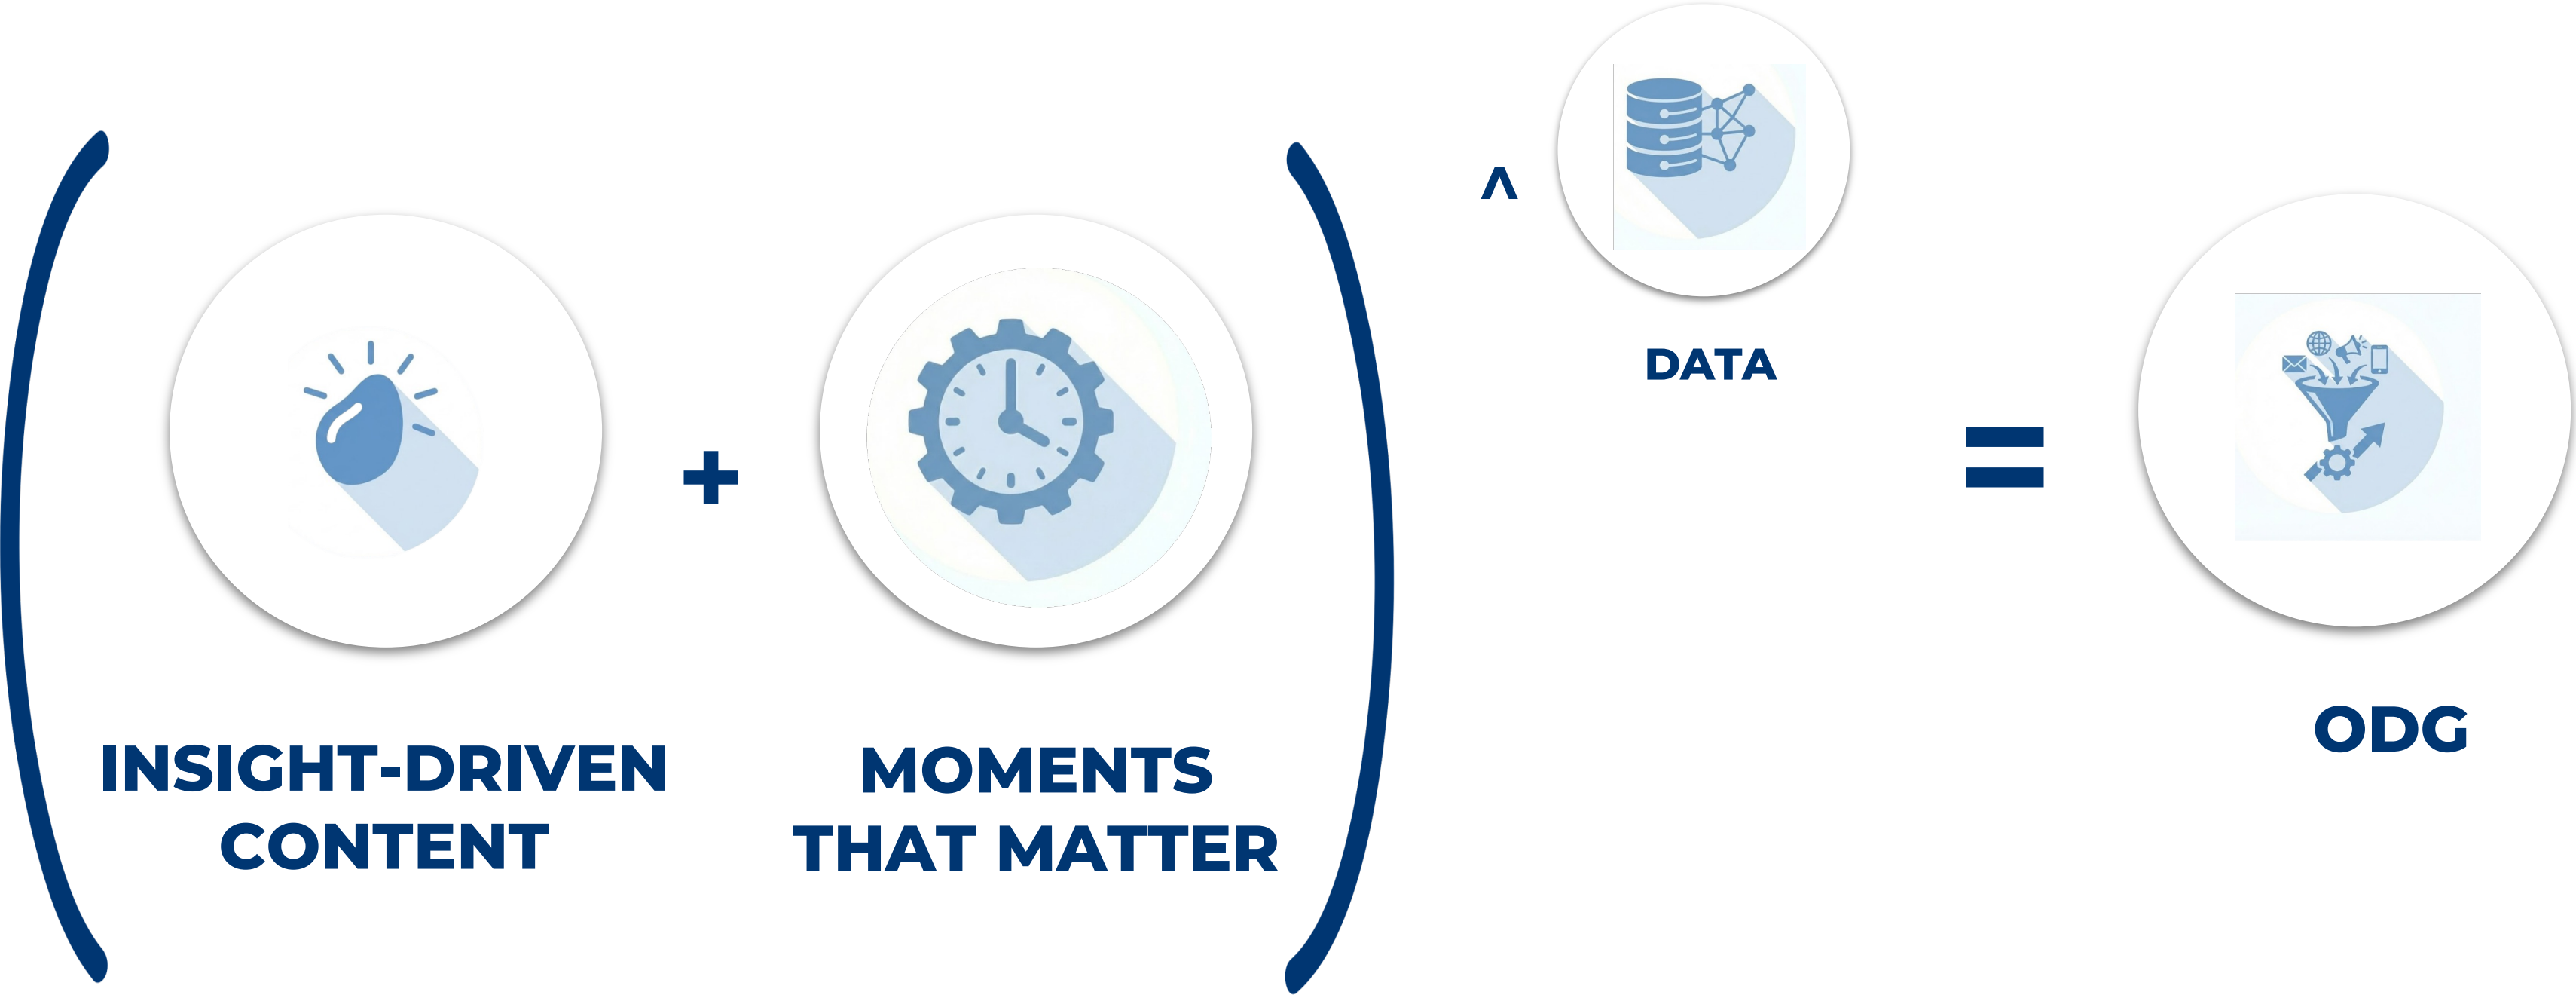 ^
DATA
+
=
ODG
INSIGHT-DRIVEN
CONTENT
MOMENTS
THAT MATTER